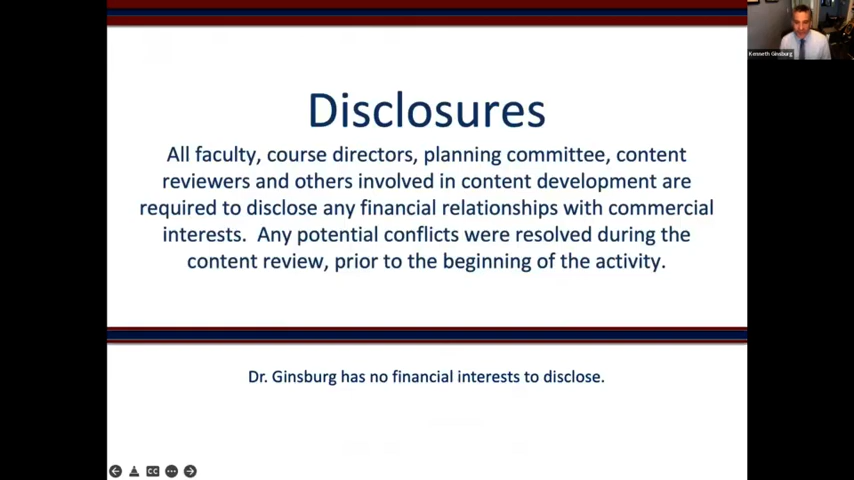 Kenneth Ginsburg
Disclosures
All faculty, course directors, planning committee, content
reviewers and others involved in content development are
required to disclose any financial relationships with commercial
interests.  Any potential conflicts were resolved during the
content review, prior to the beginning of the activity.
Dr. Ginsburg has no financial interests to disclose.
CC